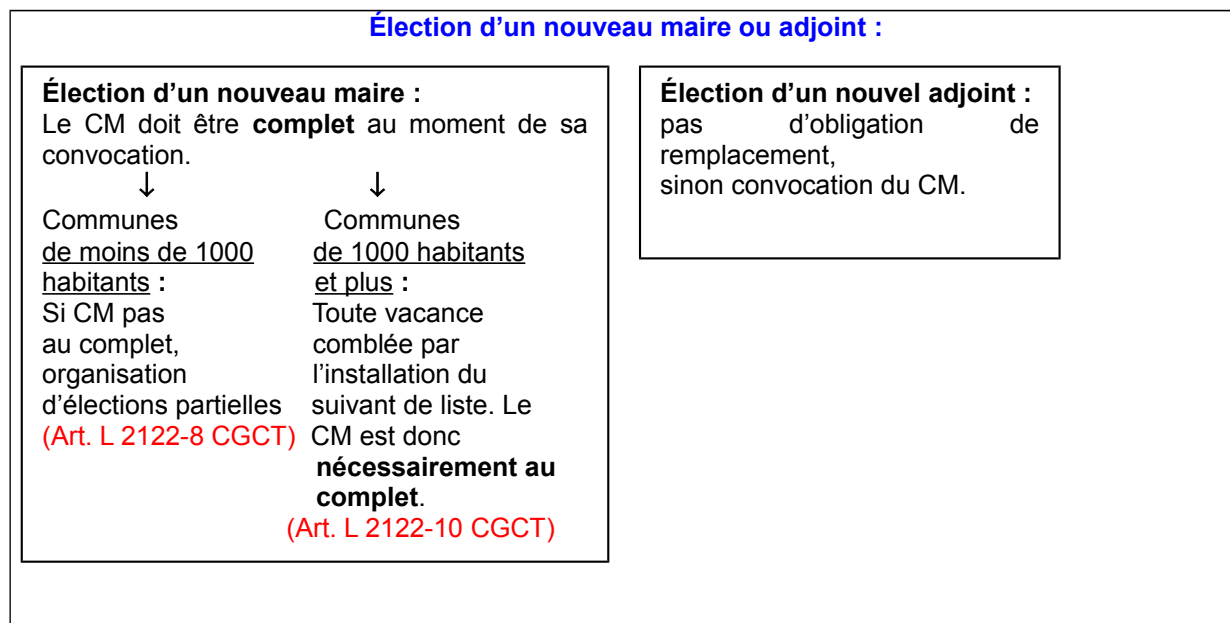 Élection d’un nouveau maire ou adjoint :
Élection d’un nouveau maire :
Le CM doit être complet au moment de sa
convocation.
↓ ↓
Communes
de moins de 1000
habitants :
Si CM pas
au complet,
organisation
d’élections partielles
(Art. L 2122-8 CGCT)
Communes
de 1000 habitants
et plus :
Toute vacance
comblée par
l’installation du
suivant de liste. Le
CM est donc
nécessairement au
complet.
(Art. L 2122-10 CGCT)
Élection d’un nouvel adjoint :
pas d’obligation de
remplacement,
sinon convocation du CM.